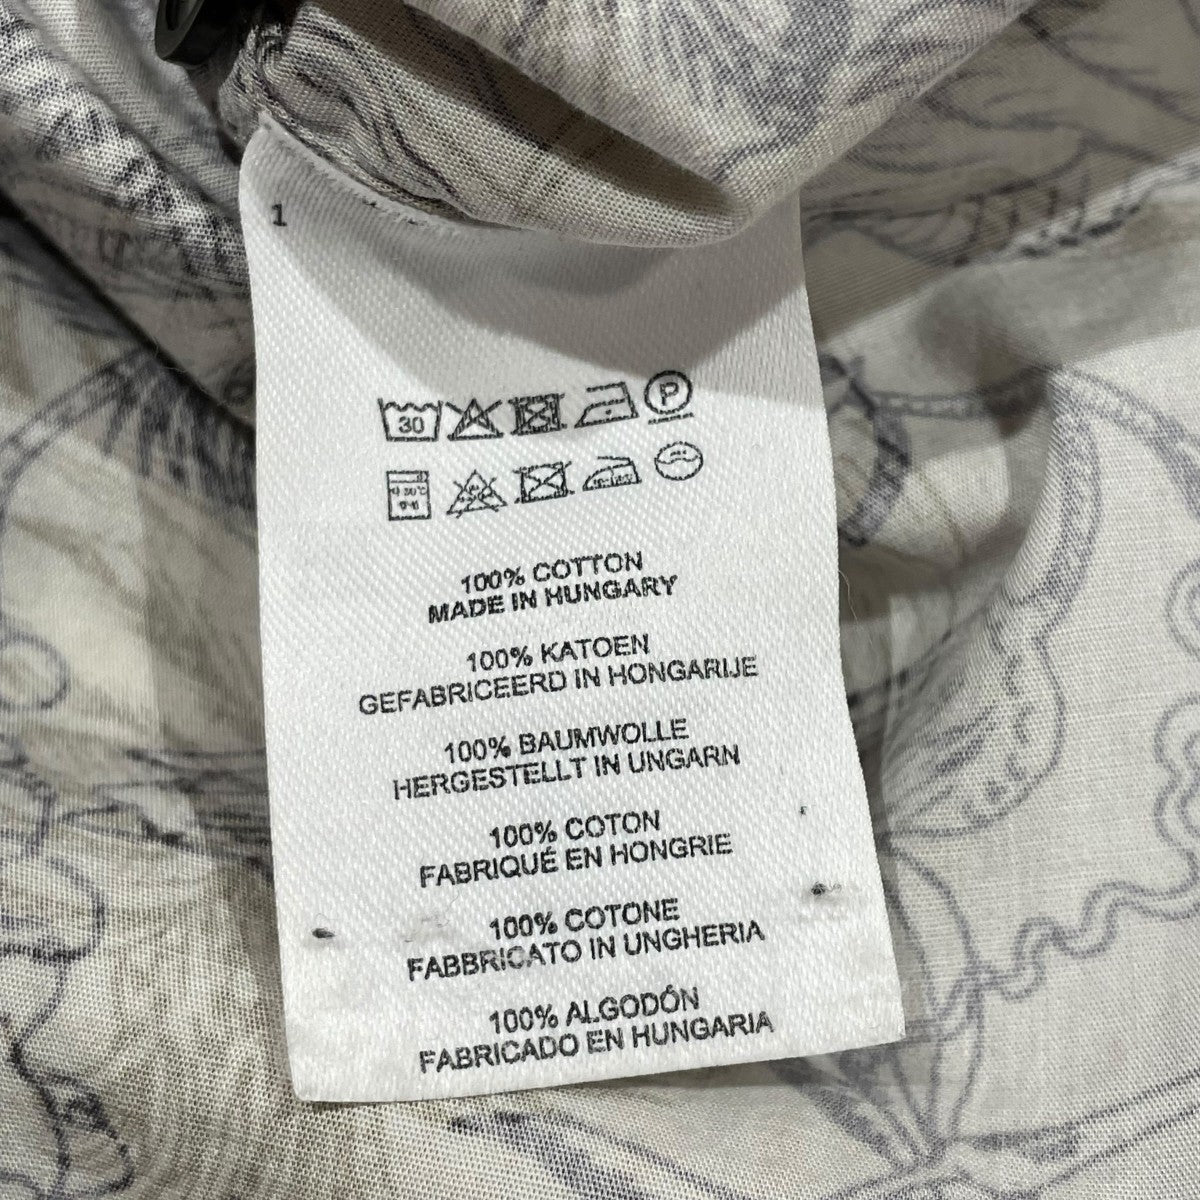 1
30
P
100% COTTON
MADE IN HUNGARY
100% KATOEN
GEFABRICEERD IN HONGARIJE
100% BAUMWOLLE
HERGESTELLT IN UNGARN
100% COTON
FABRIQUÉ EN HONGRIE
100% COTONE
FABBRICATO IN UNGHERIA
100% ALGODÓN
FABRICADO EN HUNGARIA